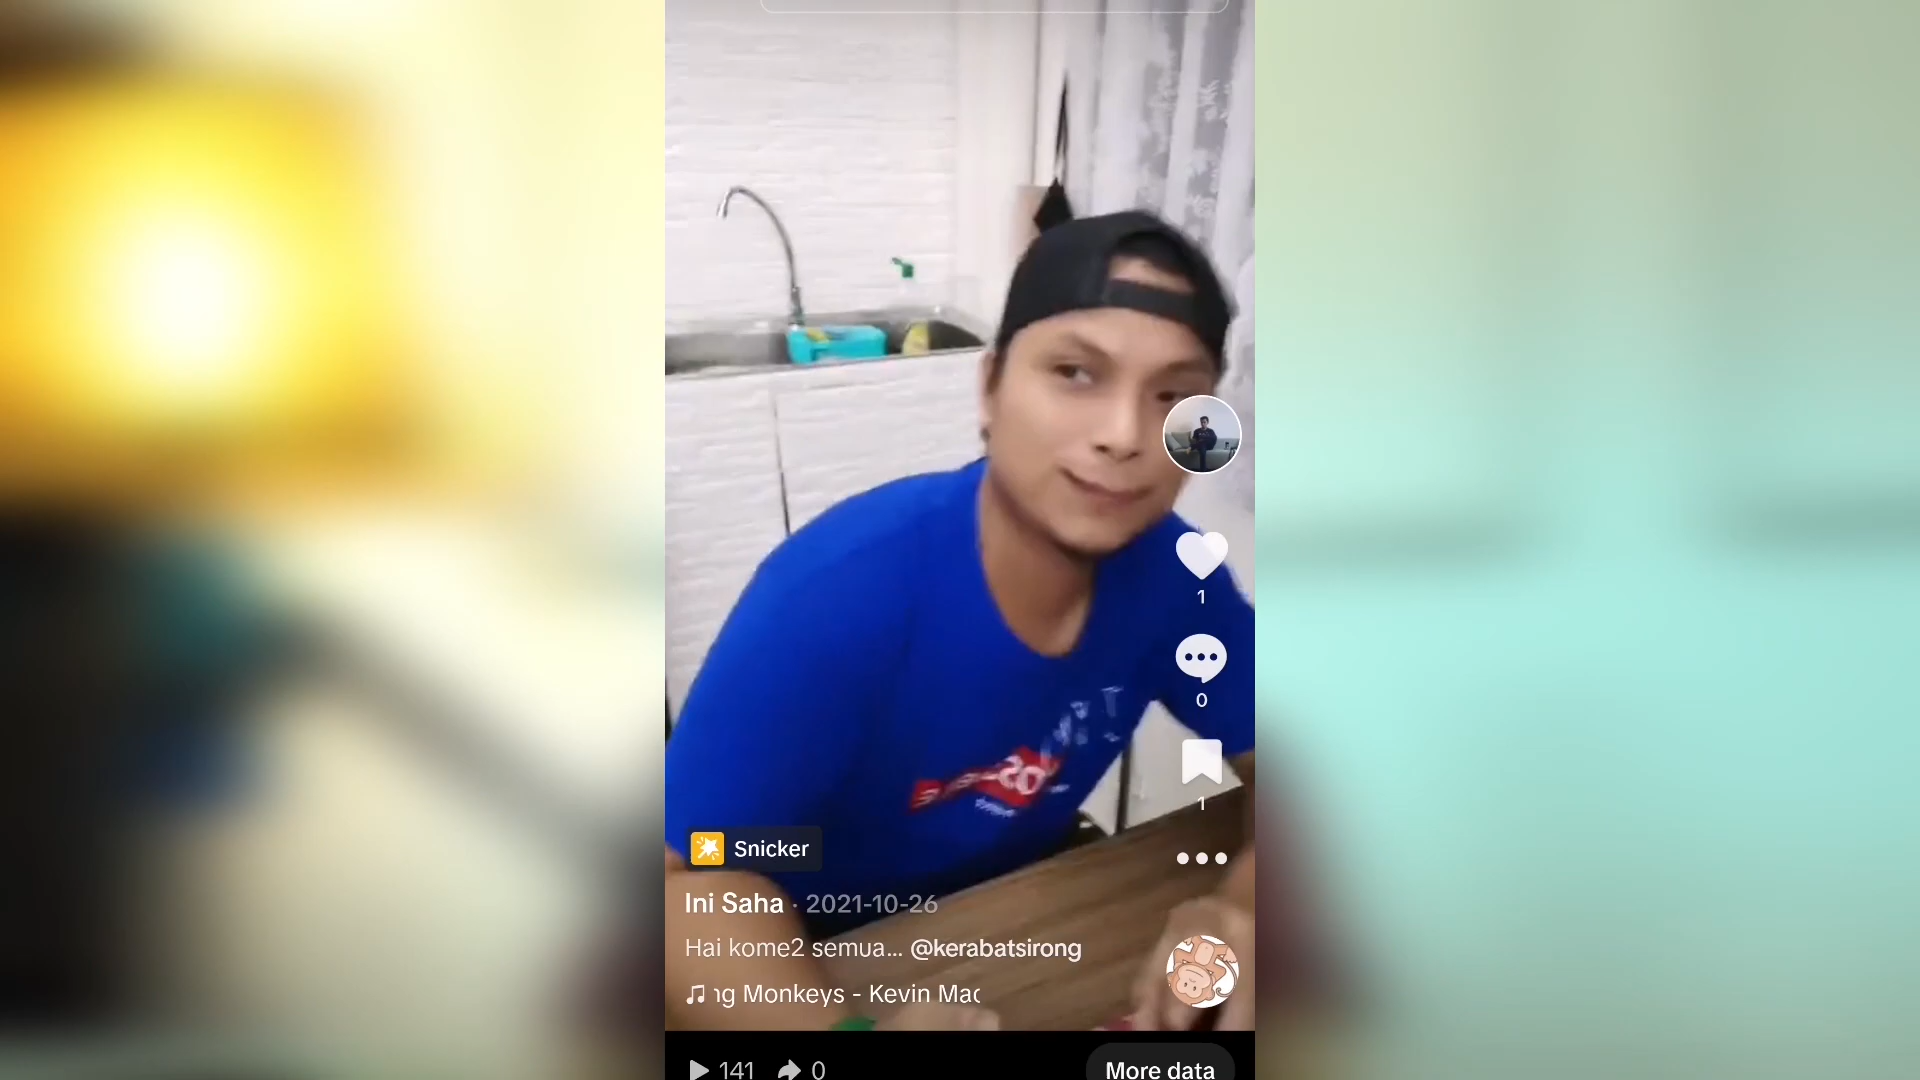 1
0
1
Snicker
Ini Saha · 2021-10-26
Hai kome2 semua... @kerabatsirong
ng Monkeys - Kevin Mac
141 0 More data